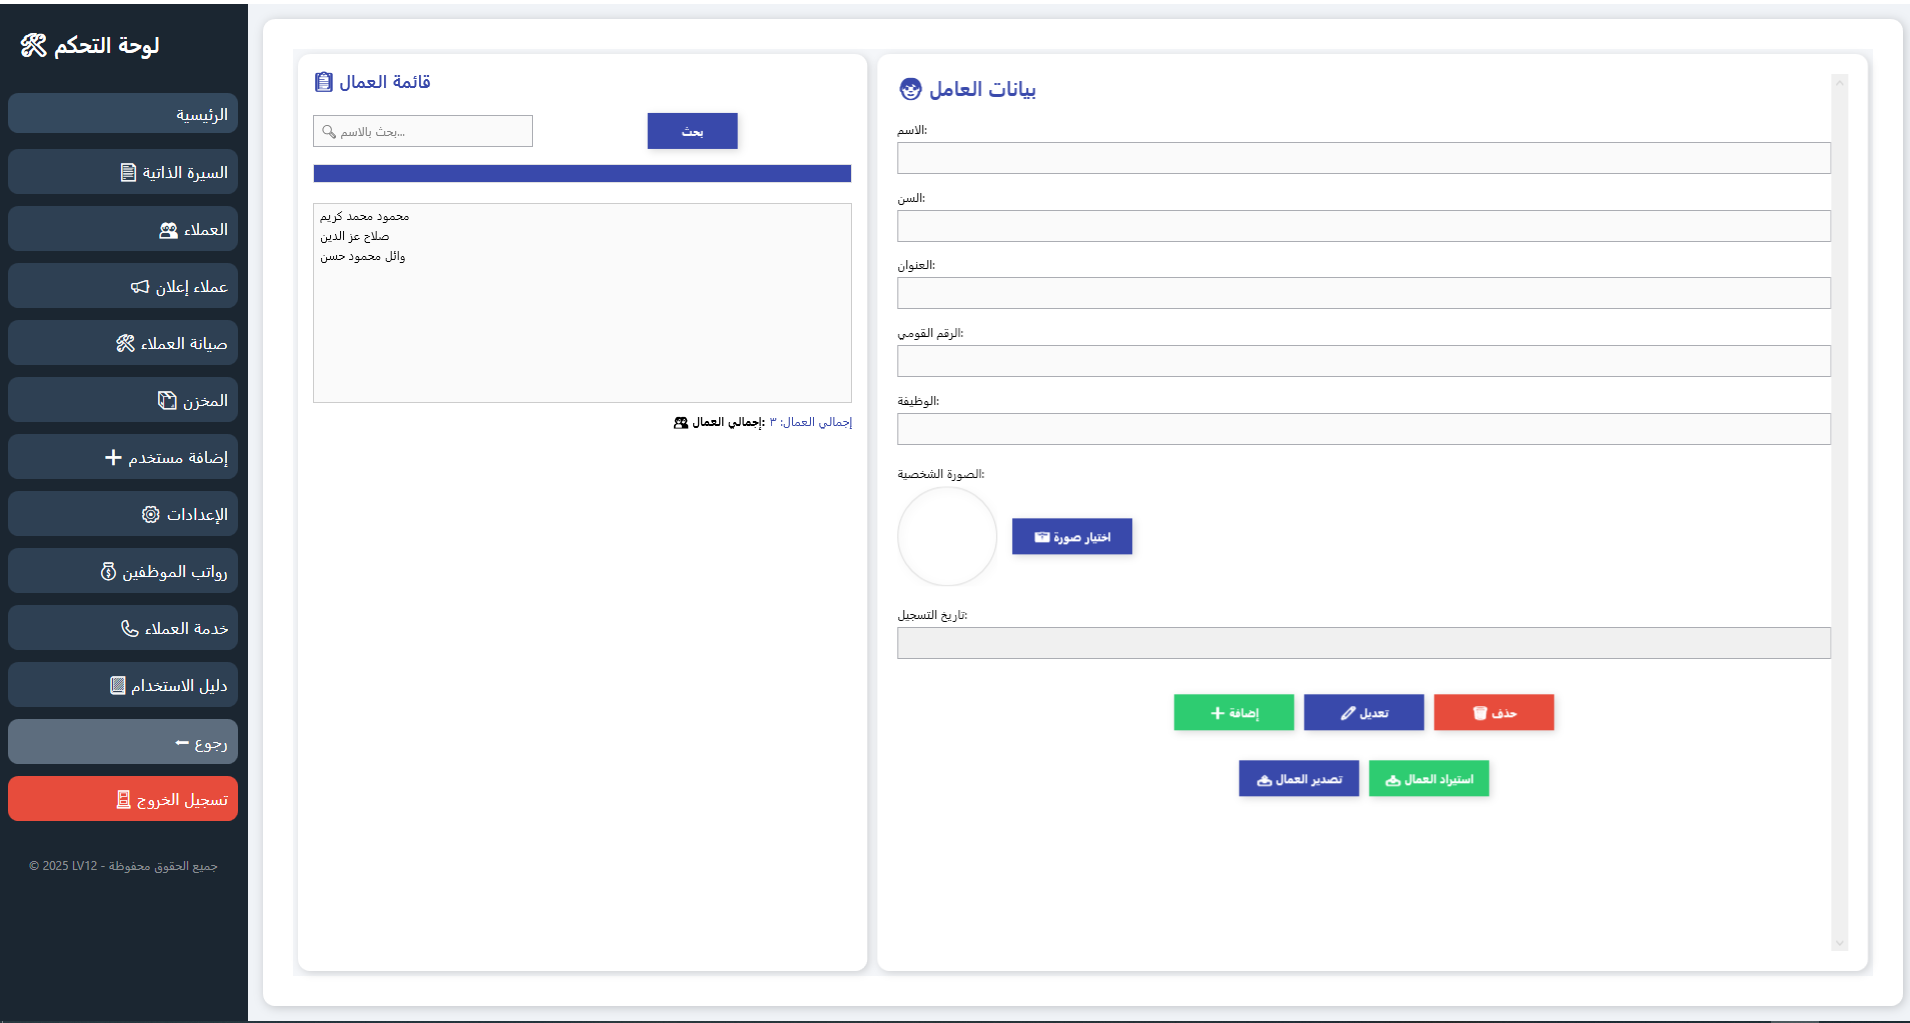 لوحة التحكم
الرئيسية
السيرة الذاتية
العملاء
عملاء إعلان
صيانة العملاء
المخزن
إضافة مستخدم
الإعدادات
رواتب الموظفين
خدمة العملاء
دليل الاستخدام
رجوع
تسجيل الخروج
جميع الحقوق محفوظة - LV12 2025 ©
قائمة العمال
بحث بالاسم...
بحث
محمود محمد كريم
صلاح عز الدين
وائل محمود حسن
إجمالي العمال: ٣ إجمالي العمال:
بيانات العامل
الاسم:
السن:
العنوان:
الرقم القومي:
الوظيفة:
الصورة الشخصية:
اختيار صورة
تاريخ التسجيل:
إضافة
تعديل
حذف
تصدير العمال
استيراد العمال